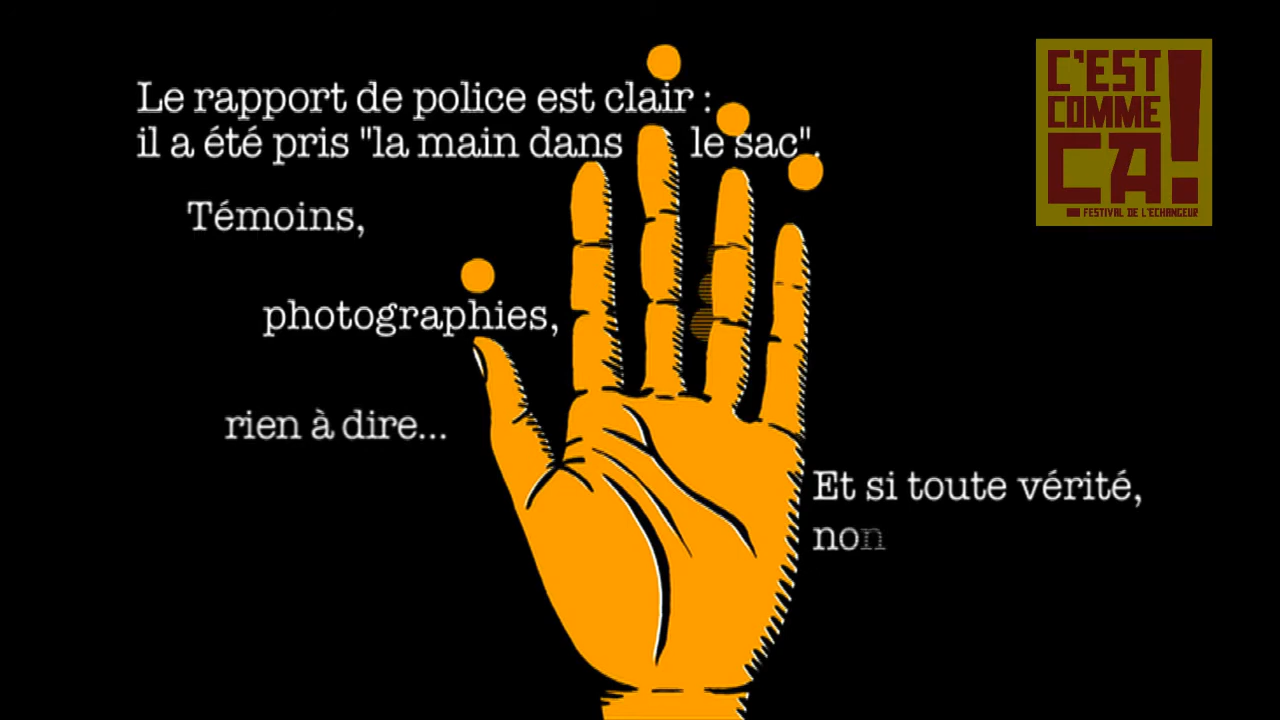 Le rapport de police est clair :
il a été pris "la main dans le sac".
Témoins,
photographies,
rien à dire...
Et si toute vérité,
non
C'EST
COMME
ÇA!
FESTIVAL DE L'ECHANGEUR